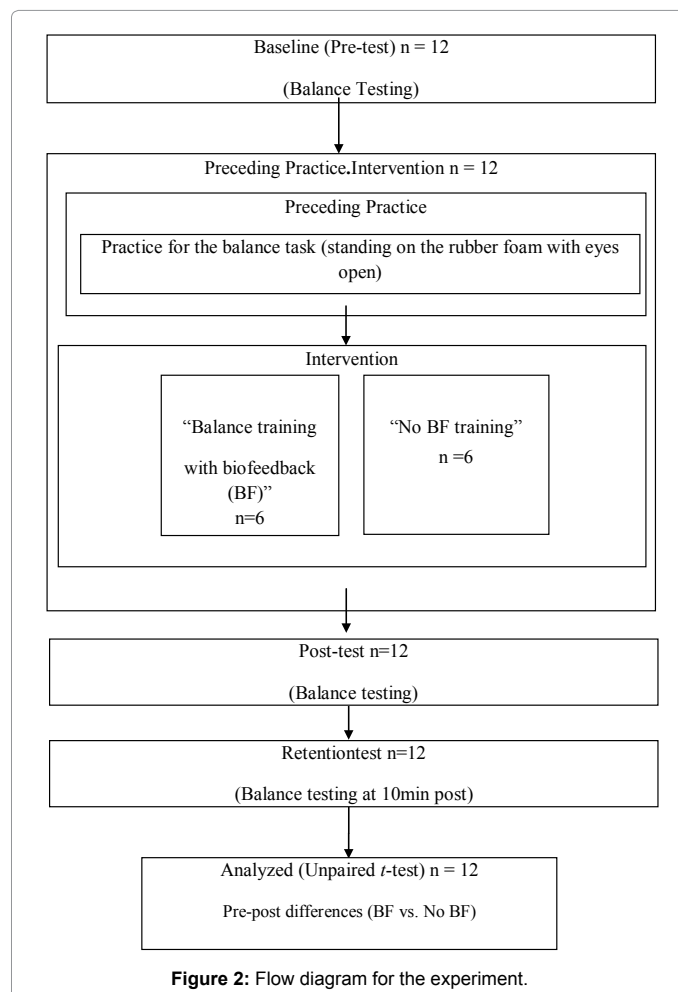 Baseline (Pre-test) n = 12
(Balance Testing)
Preceding Practice.Intervention n = 12
Preceding Practice
Practice for the balance task (standing on the rubber foam with eyes
open)
Intervention
“Balance training
with biofeedback
(BF)”
n=6
“No BF training”
n =6
Post-test n=12
(Balance testing)
Retentiontest n=12
(Balance testing at 10min post)
Analyzed (Unpaired t-test) n = 12
Pre-post differences (BF vs. No BF)
Figure 2: Flow diagram for the experiment.